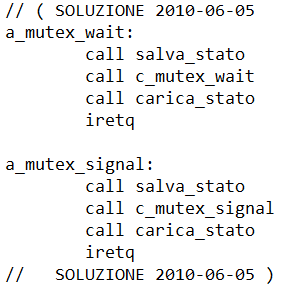 // ( SOLUZIONE 2010-06-05
a_mutex_wait:
        call salva_stato
        call c_mutex_wait
        call carica_stato
        iretq

a_mutex_signal:
        call salva_stato
        call c_mutex_signal
        call carica_stato
        iretq
//   SOLUZIONE 2010-06-05 )